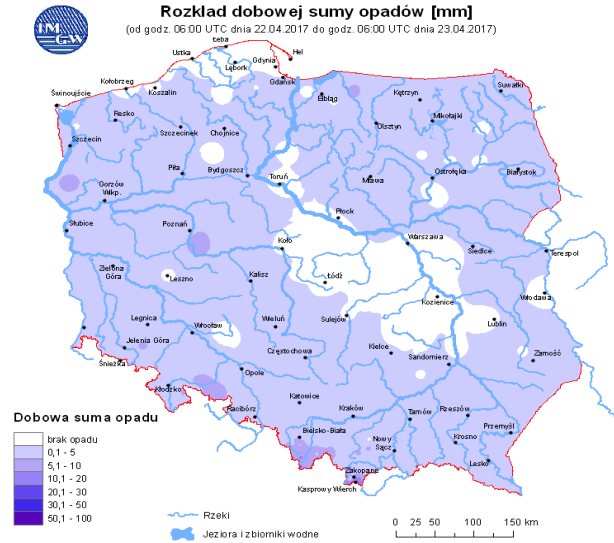 IM
GW
Rozkład dobowej sumy opadów [mm]
(od godz. 06:00 UTC dnia 22.04.2017 do godz. 06:00 UTC dnia 23.04.2017)
Łeba
Hel
Ustka
Lębork
Gdynia
Gdańsk
Kołobrzeg
Koszalin
Świnoujście
Elbląg
Kętrzyn
Suwałki
Resko
Szczecinek
Chojnice
Olsztyn
Mikołajki
Szczecin
Piła
Bydgoszcz
Toruń
Mława
Ostrołęka
Białystok
Gorzów
Wlkp.
Płock
Słubice
Poznań
Koło
Warszawa
Siedlce
Terespol
Zielona
Góra
Leszno
Kalisz
Łódź
Kozienice
Włodawa
Legnica
Wrocław
Wieluń
Sulejów
Lublin
Jelenia Góra
Śnieżka
Częstochowa
Kielce
Sandomierz
Zamość
Opole
Kłodzko
Katowice
Racibórz
Kraków
Tarnów
Rzeszów
Przemyśl
Bielsko-Biała
Nowy
Sącz
Krosno
Lesko
Zakopane
Kasprowy Wierch
Dobowa suma opadu
brak opadu
0,1 - 5
5,1 - 10
10,1 - 20
20,1 - 30
30,1 - 50
50,1 - 100
Rzeki
Jeziora i zbiorniki wodne
0 25 50 100 150 km